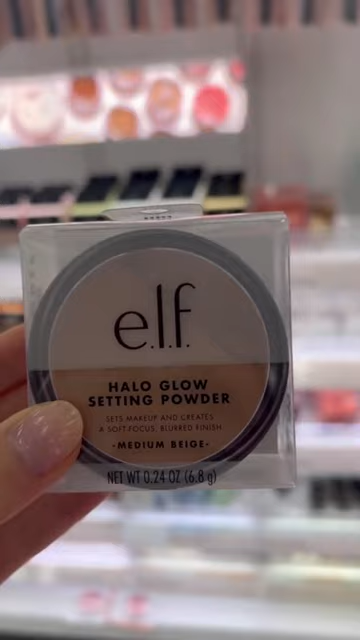 e.l.f.
HALO GLOW
SETTING POWDER
SETS MAKEUP AND CREATES
A SOFT-FOCUS, BLURRED FINISH
-MEDIUM BEIGE-
NET WT 0.24 OZ (6.8 g)